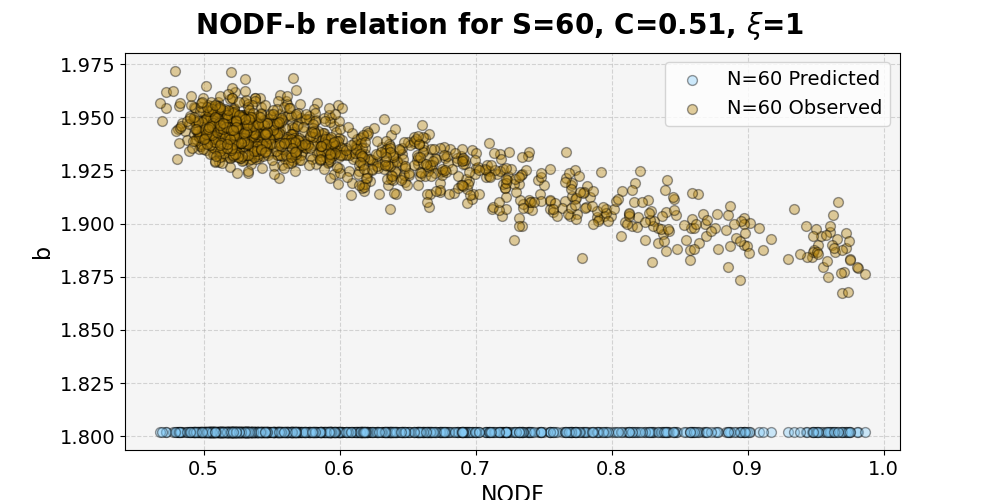 NODF-b relation for S=60, C=0.51, ξ=1
1.975
1.950
1.925
1.900
1.875
1.850
1.825
1.800
b
N=60 Predicted
N=60 Observed
0.5 0.6 0.7 0.8 0.9 1.0
NODF